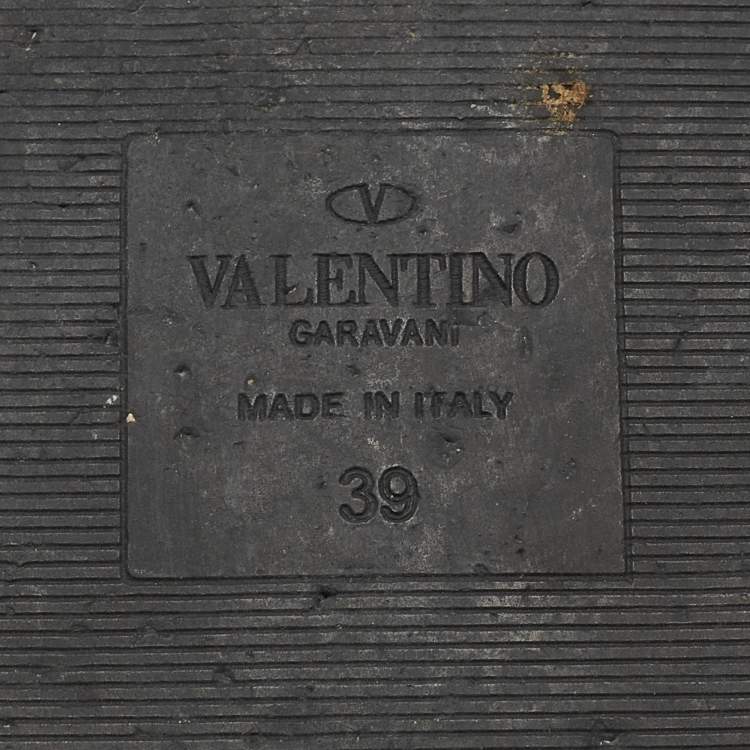 V
VALENTINO
GARAVANI
MADE IN ITALY
39